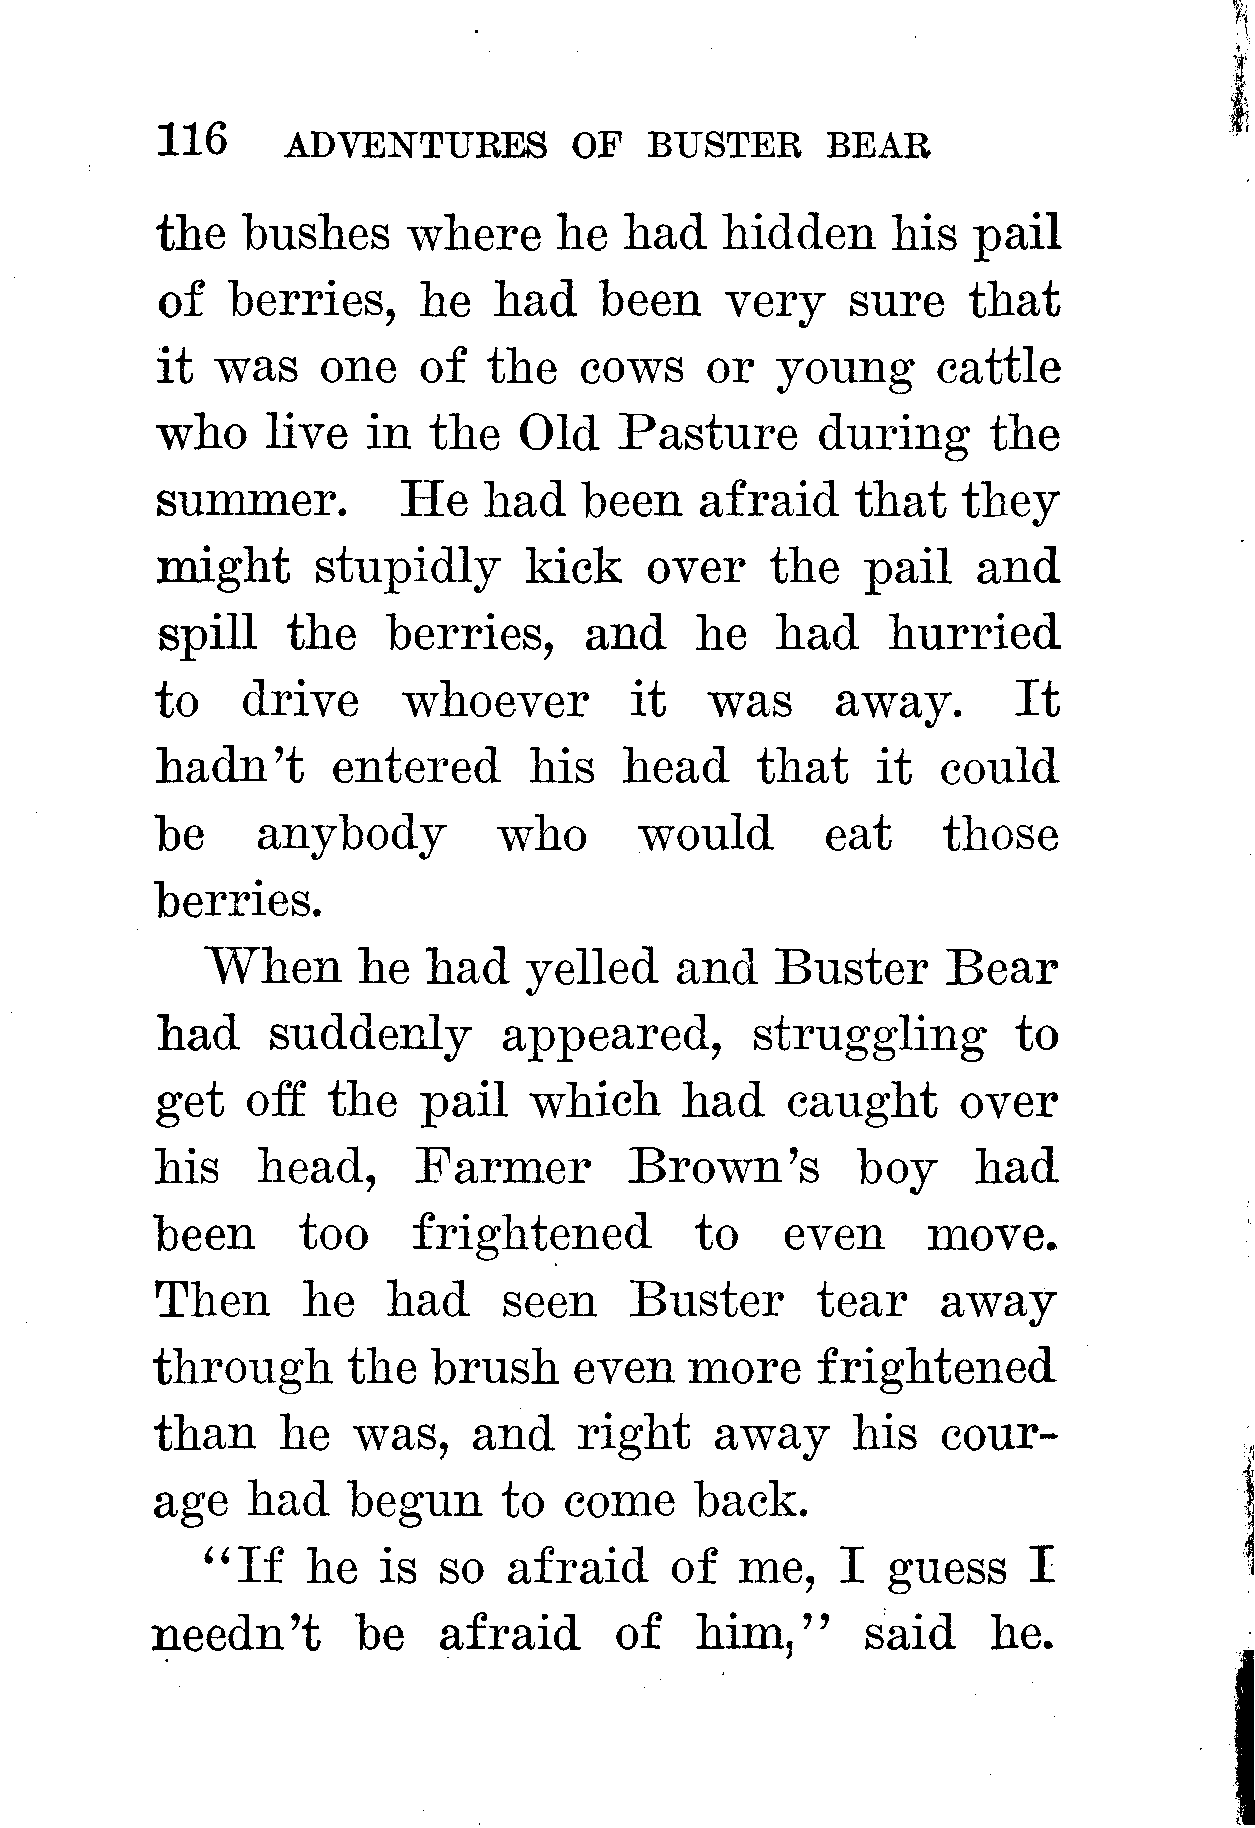 116 ADVENTURES OF BUSTER BEAR
the bushes where he had hidden his pail
of berries, he had been very sure that
it was one of the cows or young cattle
who live in the Old Pasture during the
summer. He had been afraid that they
might stupidly kick over the pail and
spill the berries, and he had hurried
to drive whoever it was away. It
hadn't entered his head that it could
be anybody who would eat those
berries.
When he had yelled and Buster Bear
had suddenly appeared, struggling to
get off the pail which had caught over
his head, Farmer Brown's boy had
been too frightened to even move.
Then he had seen Buster tear away
through the brush even more frightened
than he was, and right away his cour-
age had begun to come back.
"If he is so afraid of me, I guess I
needn't be afraid of him," said he.